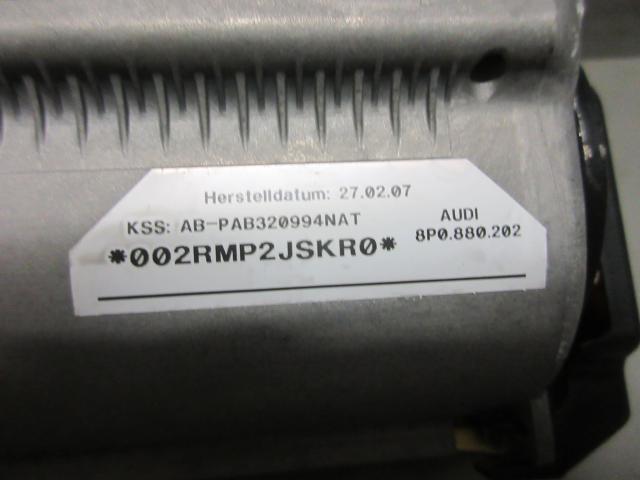 Herstelldatum: 27.02.07
KSS: AB-PAB320994NAT
AUDI
*002RMP2JSKR0*
8P0.880.202